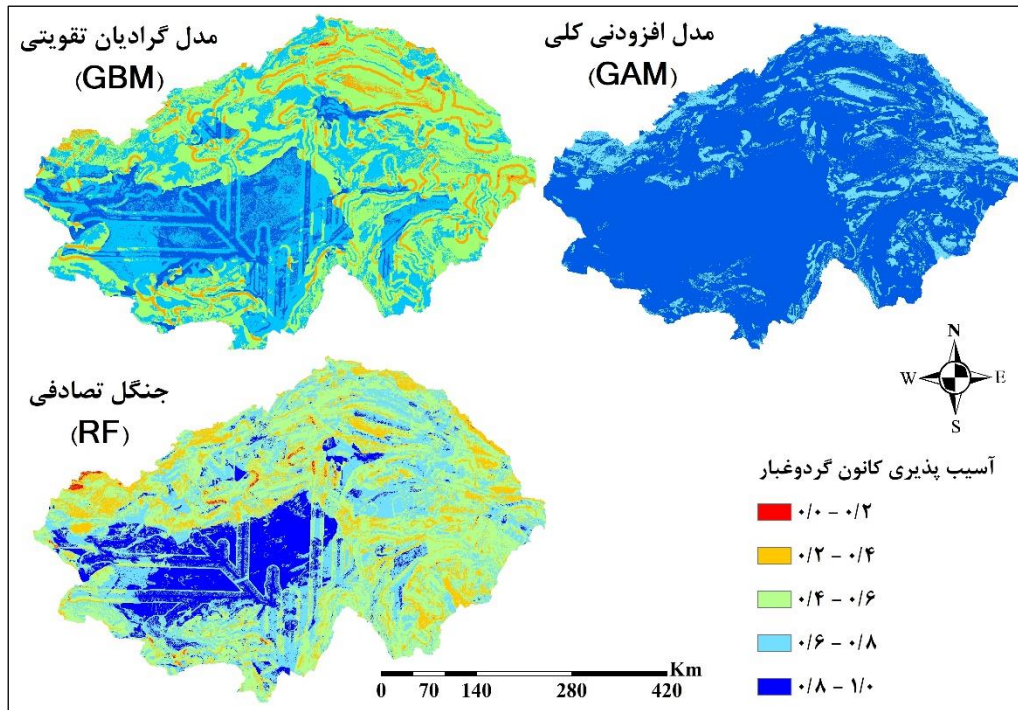 مدل گرادیان تقویتی
(GBM)
مدل افزودنی کلی
(GAM)
جنگل تصادفی
(RF)
N
W E
S
آسیب پذیری کانون گردوغبار
۰/۰ – ۰/۲
۰/۲ – ۰/۴
۰/۴ – ۰/۶
۰/۶ – ۰/۸
۰/۸ – ۱/۰
Km
0 70 140 280 420